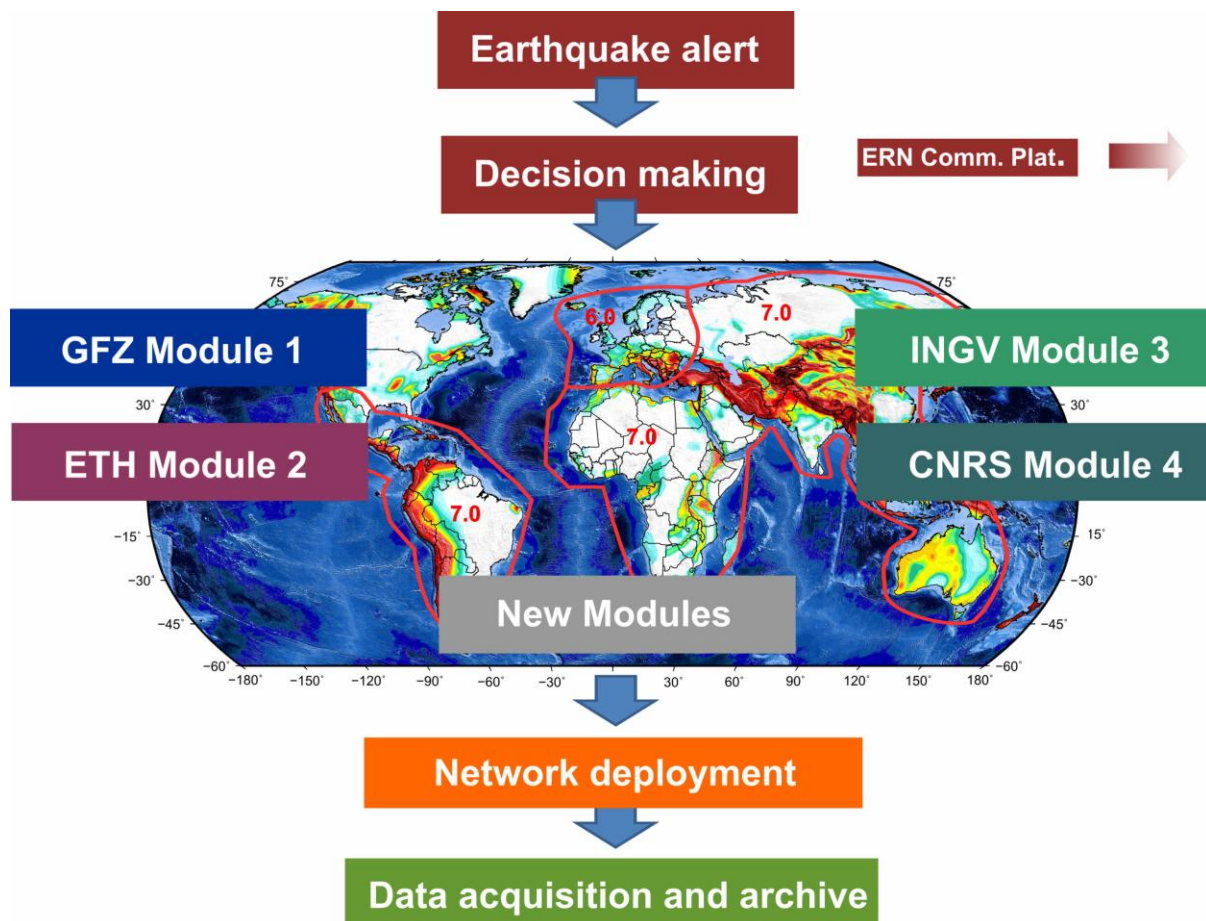 Earthquake alert
Decision making
ERN Comm. Plat.
75°
75°
6.0
7.0
GFZ Module 1
INGV Module 3
30°
30°
ETH Module 2
7.0
CNRS Module 4
7.0
−15°
−15°
−30°
−30°
New Modules
−45°
−45°
−60°
−60°
−180° −150° −120° −90° −60° −30° 0° 30° 60° 90° 120° 150° 180°
Network deployment
Data acquisition and archive